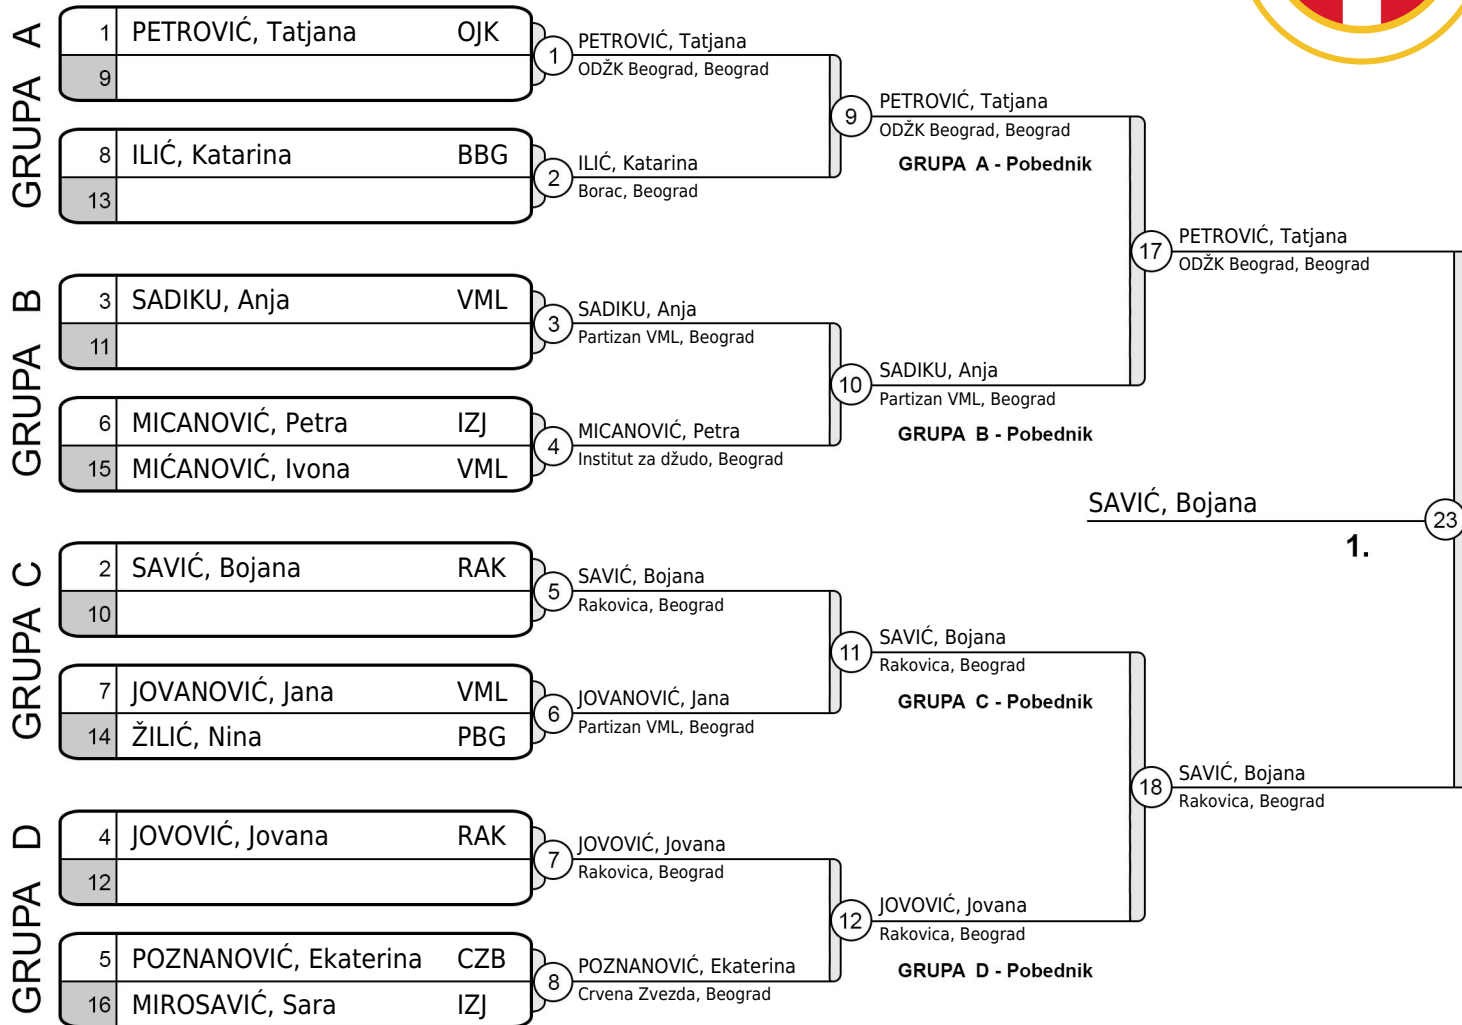 GRUPA A
1 PETROVIĆ, Tatjana OJK
9
1
PETROVIĆ, Tatjana
ODŽK Beograd, Beograd
8 ILIĆ, Katarina BBG
13
2
ILIĆ, Katarina
Borac, Beograd
9
PETROVIĆ, Tatjana
ODŽK Beograd, Beograd
GRUPA A - Pobednik
GRUPA B
3 SADIKU, Anja VML
11
3
SADIKU, Anja
Partizan VML, Beograd
6 MICANOVIĆ, Petra IZJ
15 MIĆANOVIĆ, Ivona VML
4
MICANOVIĆ, Petra
Institut za džudo, Beograd
10
SADIKU, Anja
Partizan VML, Beograd
GRUPA B - Pobednik
17
PETROVIĆ, Tatjana
ODŽK Beograd, Beograd
SAVIĆ, Bojana
23
1.
GRUPA C
2 SAVIĆ, Bojana RAK
10
5
SAVIĆ, Bojana
Rakovica, Beograd
7 JOVANOVIĆ, Jana VML
14 ŽILIĆ, Nina PBG
6
JOVANOVIĆ, Jana
Partizan VML, Beograd
11
SAVIĆ, Bojana
Rakovica, Beograd
GRUPA C - Pobednik
GRUPA D
4 JOVOVIĆ, Jovana RAK
12
7
JOVOVIĆ, Jovana
Rakovica, Beograd
5 POZNANOVIĆ, Ekaterina CZB
16 MIROSAVIĆ, Sara IZJ
8
POZNANOVIĆ, Ekaterina
Crvena Zvezda, Beograd
12
JOVOVIĆ, Jovana
Rakovica, Beograd
GRUPA D - Pobednik
18
SAVIĆ, Bojana
Rakovica, Beograd